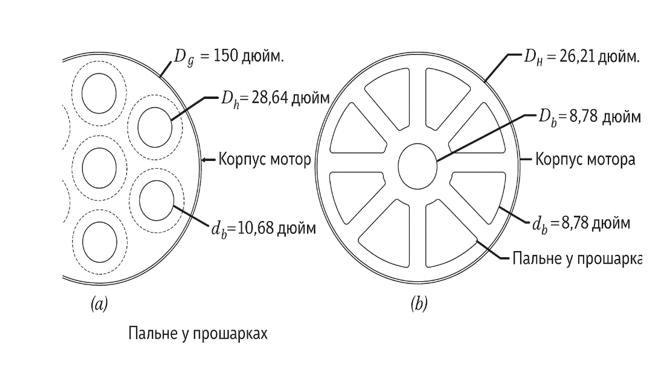 D_g = 150 дюйм.
D_h = 28,64 дюйм
Корпус мотор
d_b = 10,68 дюйм
(a)
D_H = 26,21 дюйм.
D_b = 8,78 дюйм
Корпус мотора
d_b = 8,78 дюйм
Пальне у прошарка
(b)
Пальне у прошарках